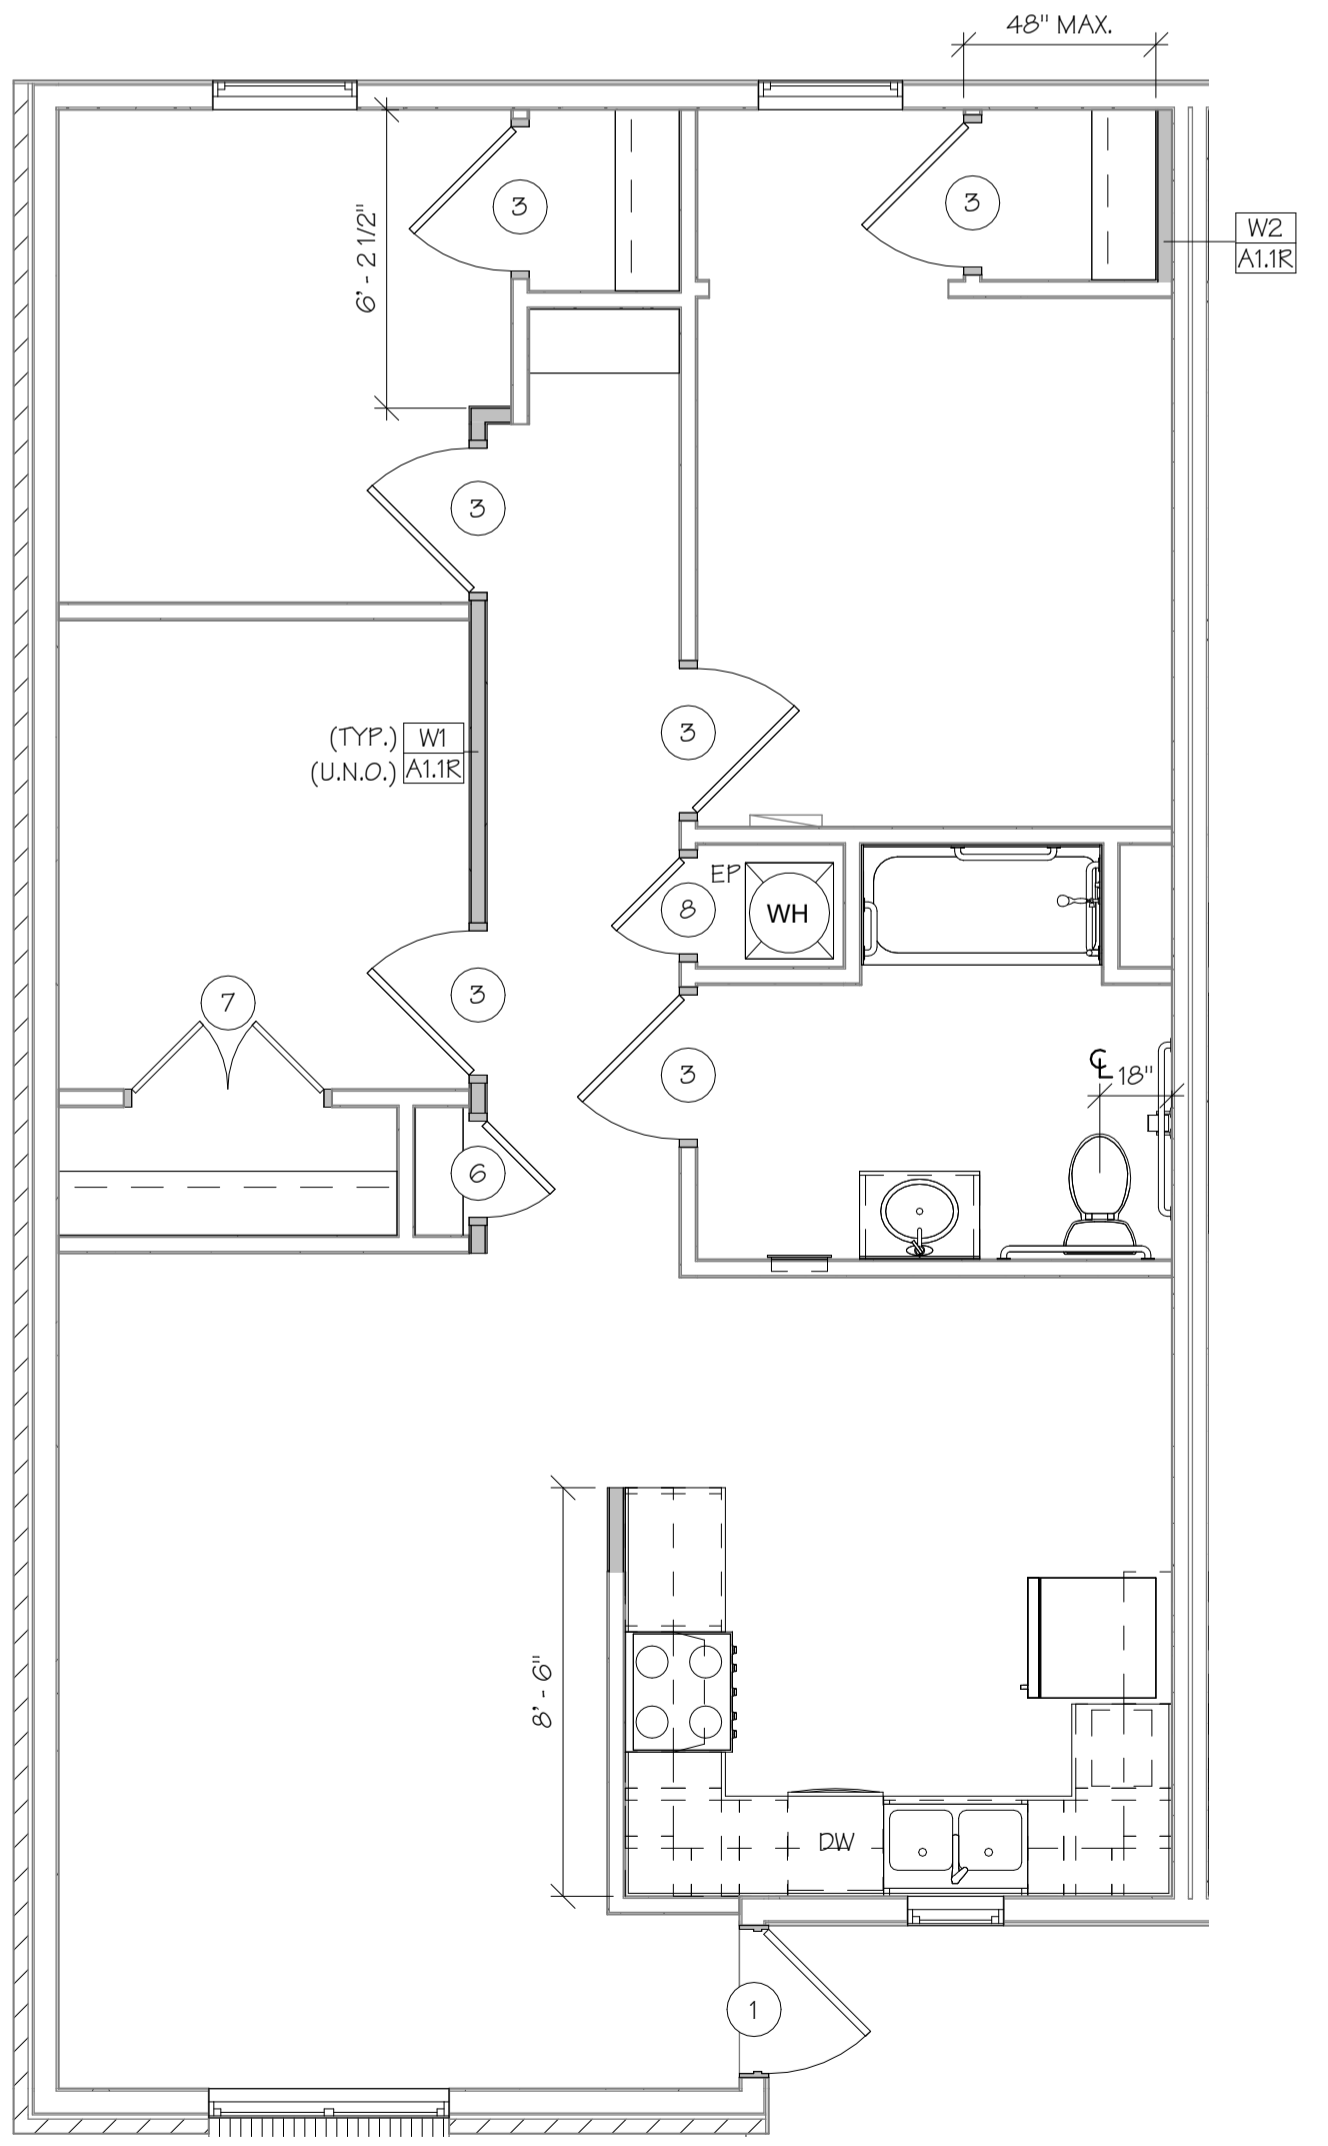 48" MAX.
3
3
W2
A1.1R
6' - 2 1/2"
3
3
(TYP.) W1
(U.N.O.) A1.1R
EP
8
WH
7
3
3
℄ 18"
6
8' - 6"
DW
1